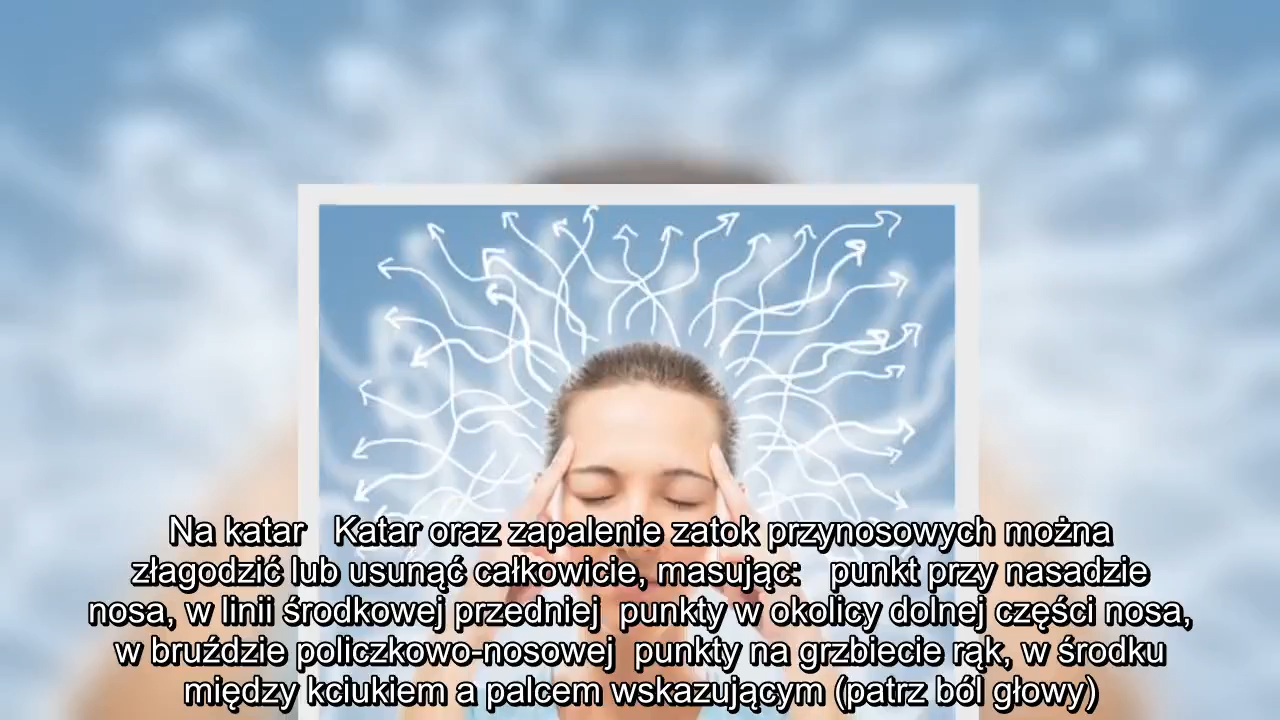 Na katar   Katar oraz zapalenie zatok przynosowych można
złagodzić lub usunąć całkowicie, masując:   punkt przy nasadzie
nosa, w linii środkowej przedniej  punkty w okolicy dolnej części nosa,
w bruździe policzkowo-nosowej  punkty na grzbiecie rąk, w środku
między kciukiem a palcem wskazującym (patrz ból głowy)